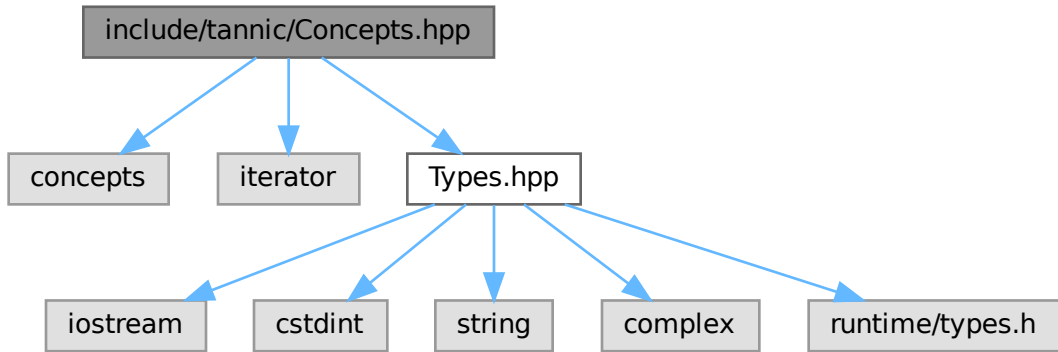 include/tannic/Concepts.hpp
concepts
iterator
Types.hpp
iostream
cstdint
string
complex
runtime/types.h